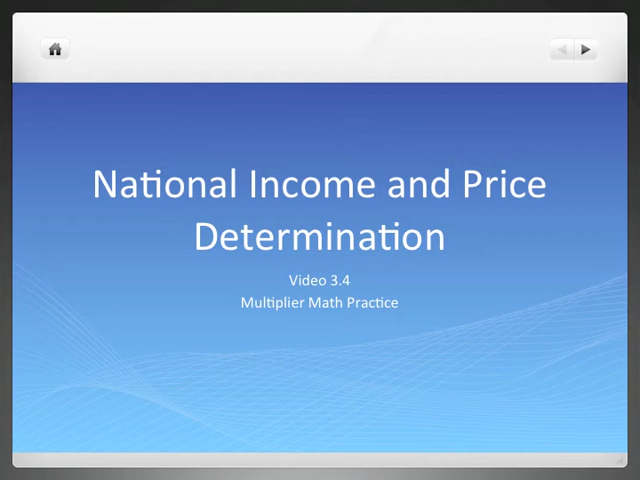 National Income and Price
Determination
Video 3.4
Multiplier Math Practice